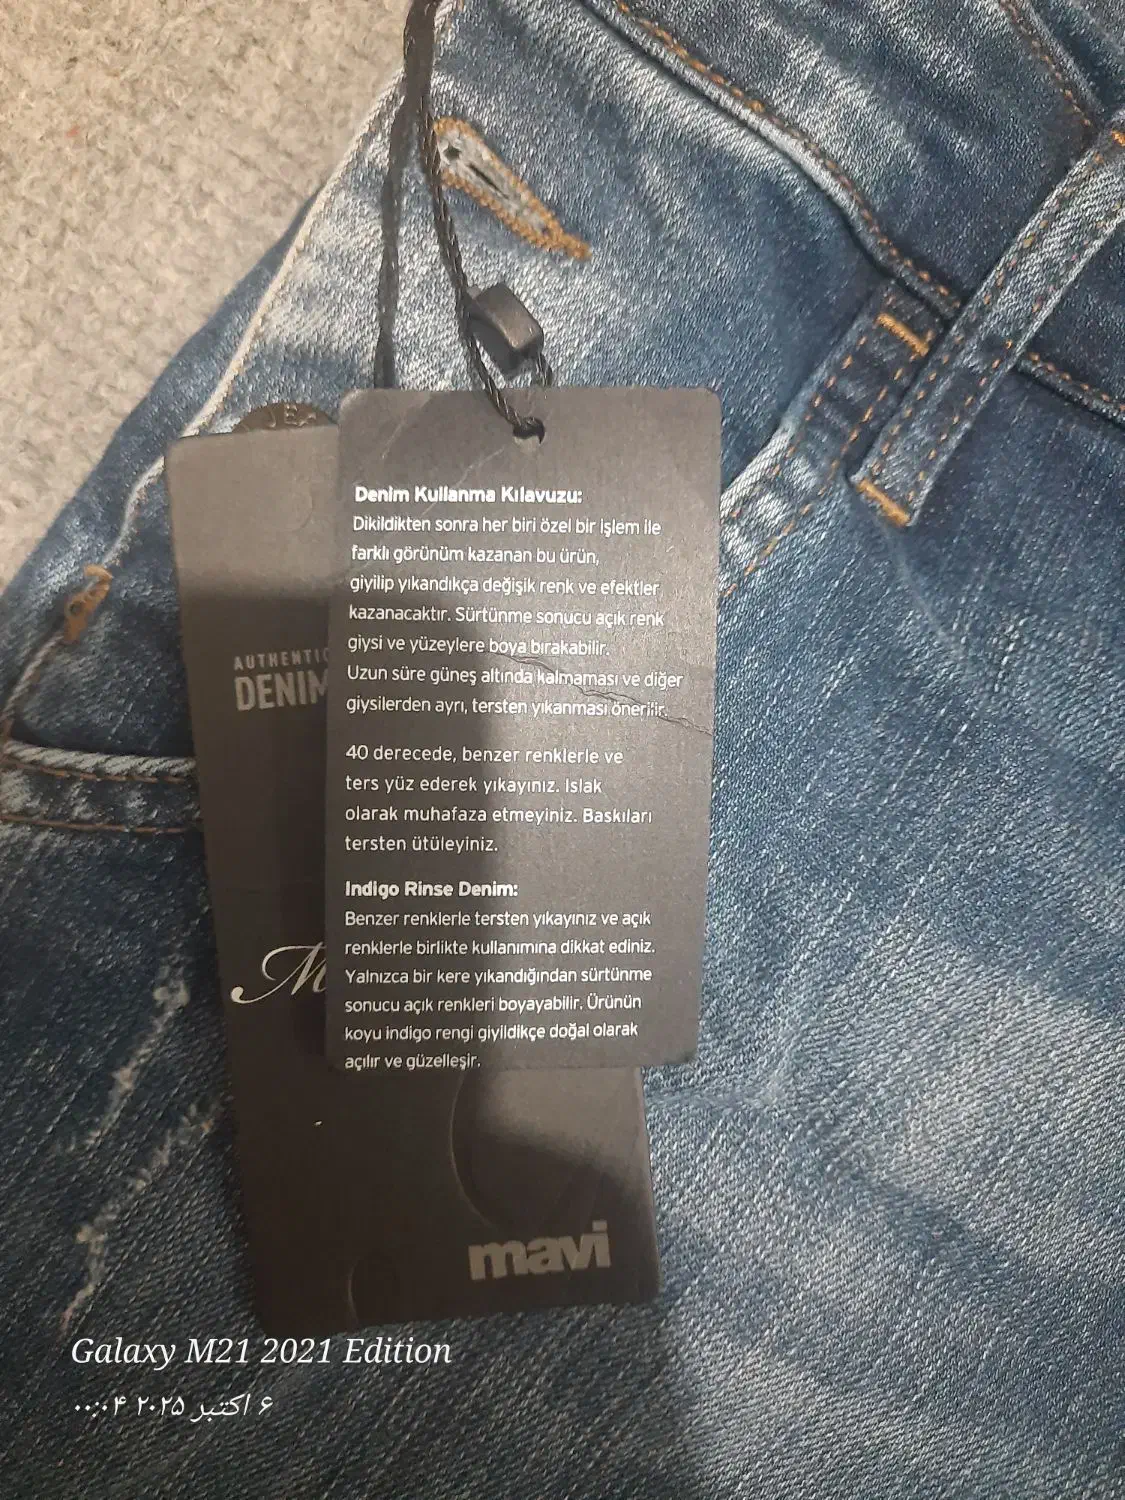 JEA
Denim Kullanma Kılavuzu:
Dikildikten sonra her biri özel bir işlem ile
farklı görünüm kazanan bu ürün,
giyilip yıkandıkça değişik renk ve efektler
kazanacaktır. Sürtünme sonucu açık renk
giysi ve yüzeylere boya bırakabilir.
Uzun süre güneş altında kalmaması ve diğer
giysilerden ayrı, tersten yıkanması önerilir.
40 derecede, benzer renklerle ve
ters yüz ederek yıkayınız. Islak
olarak muhafaza etmeyiniz. Baskıları
tersten ütüleyiniz.
Indigo Rinse Denim:
Benzer renklerle tersten yıkayınız ve açık
renklerle birlikte kullanımına dikkat ediniz.
Yalnızca bir kere yıkandığından sürtünme
sonucu açık renkleri boyayabilir. Ürünün
koyu indigo rengi giyildikçe doğal olarak
açılır ve güzelleşir.
AUTHENTIC
DENIM
M
mavi
Galaxy M21 2021 Edition
۶ اکتبر ۲۰۲۵ ۰۰:۰۴